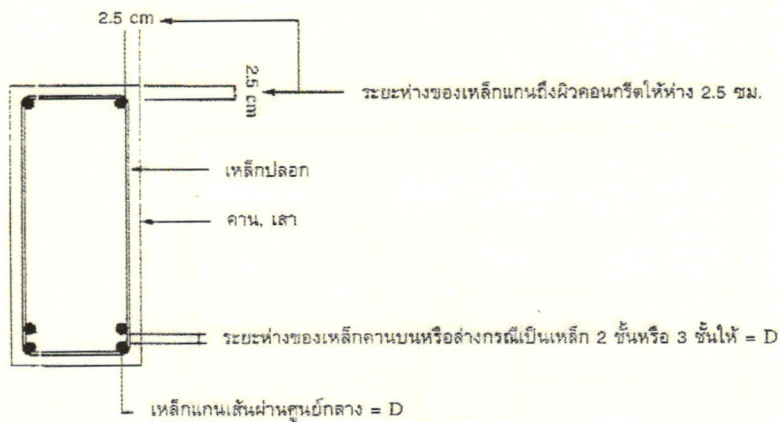 2.5 cm
2.5 cm
ระยะห่างของเหล็กแกนถึงผิวคอนกรีตให้ห่าง 2.5 ซม.
เหล็กปลอก
คาน, เสา
ระยะห่างของเหล็กคานบนหรือล่างกรณีเป็นเหล็ก 2 ชั้นหรือ 3 ชั้นให้ = D
เหล็กแกนเส้นผ่านศูนย์กลาง = D